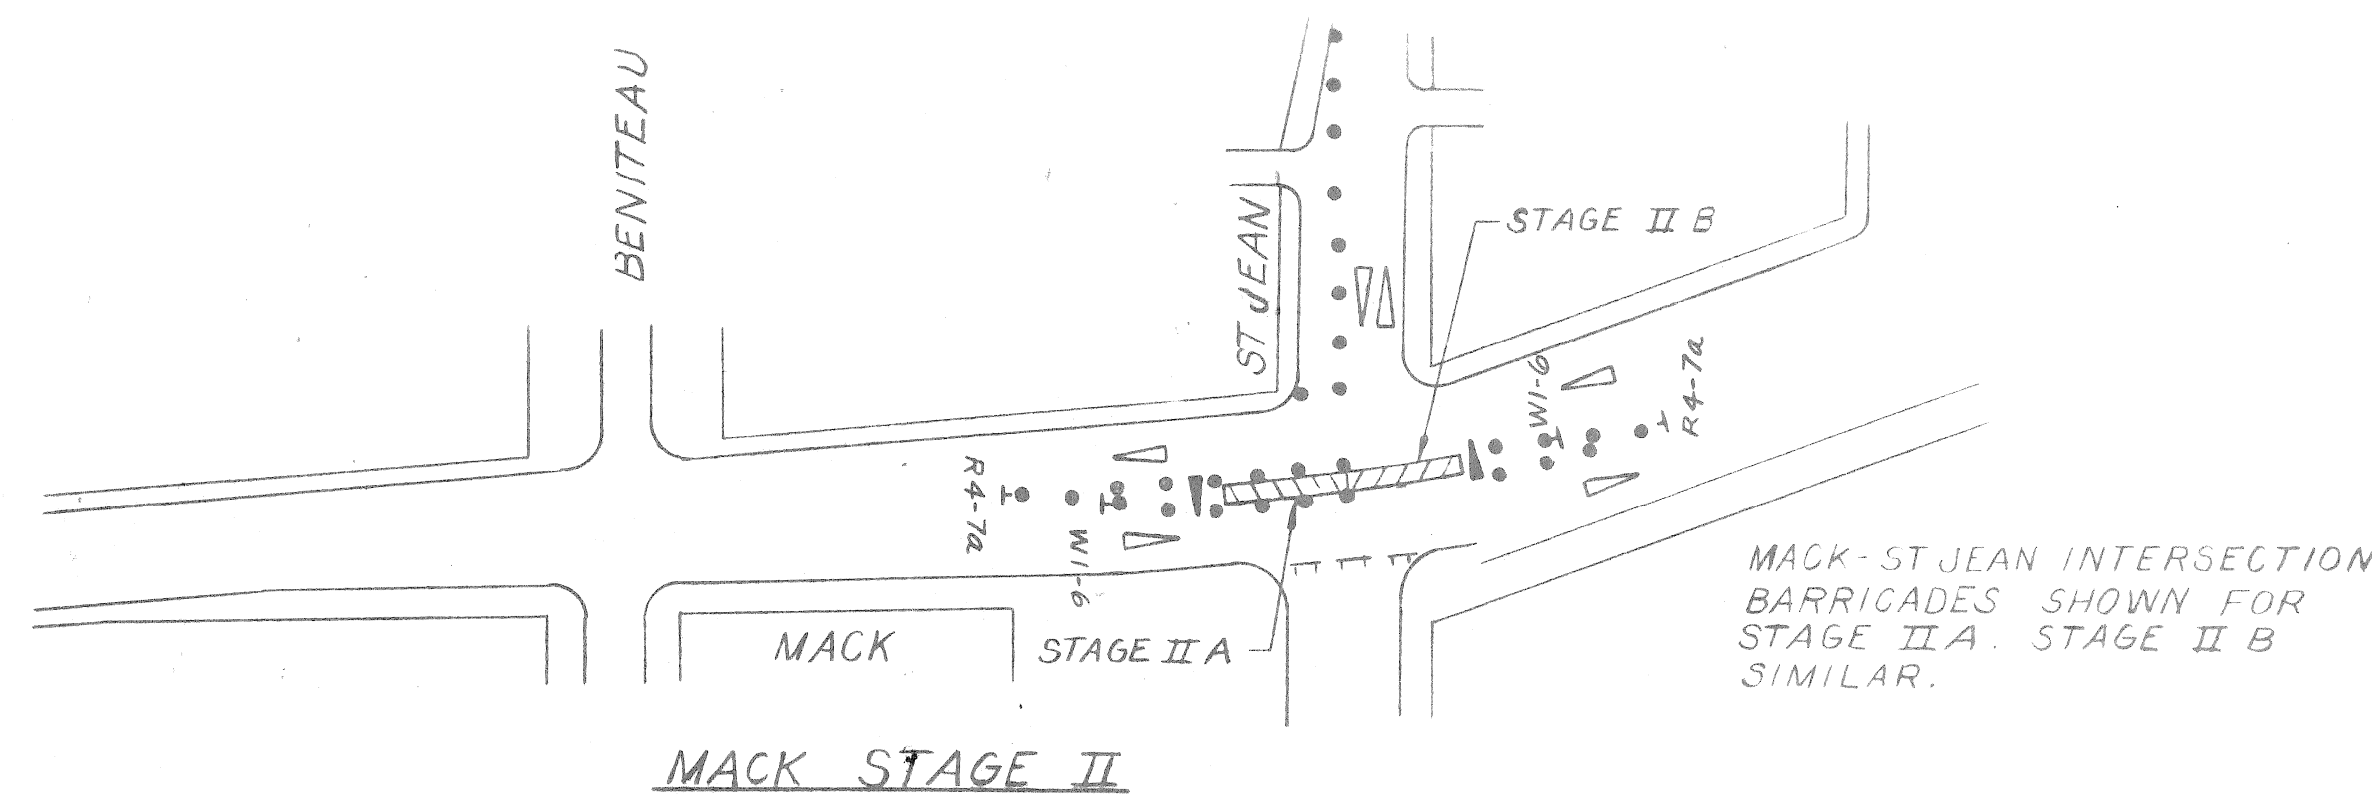 BENITEAU
ST JEAN
STAGE II B
W1-6
R4-7a
R4-7a
W1-6
MACK
STAGE II A
MACK-ST JEAN INTERSECTION
BARRICADES SHOWN FOR
STAGE II A. STAGE II B
SIMILAR.
MACK STAGE II